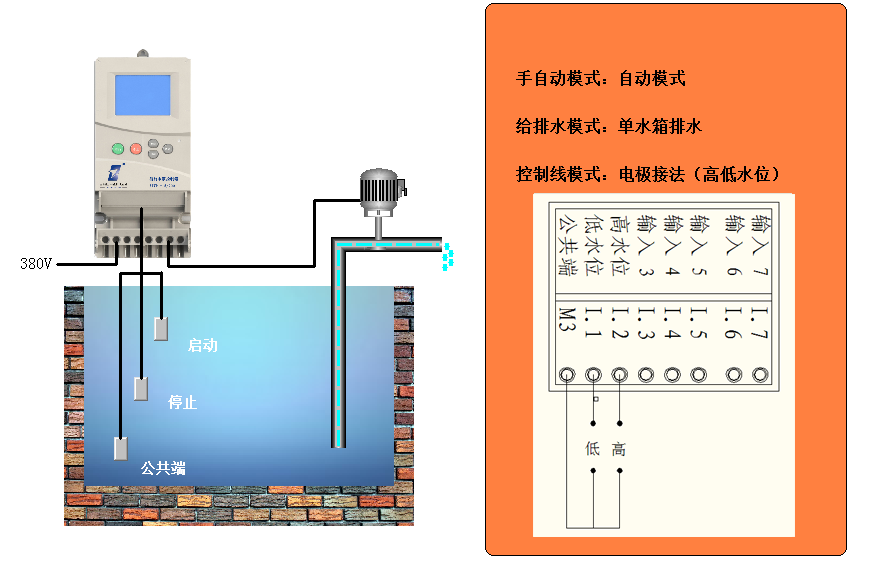 380V
启动
停止
公共端
手自动模式：自动模式
给排水模式：单水箱排水
控制线模式：电极接法（高低水位）
公共端
低水位
高水位
输入 3
输入 4
输入 5
输入 6
输入 7
M3
I.1
I.2
I.3
I.4
I.5
I.6
I.7
低
高